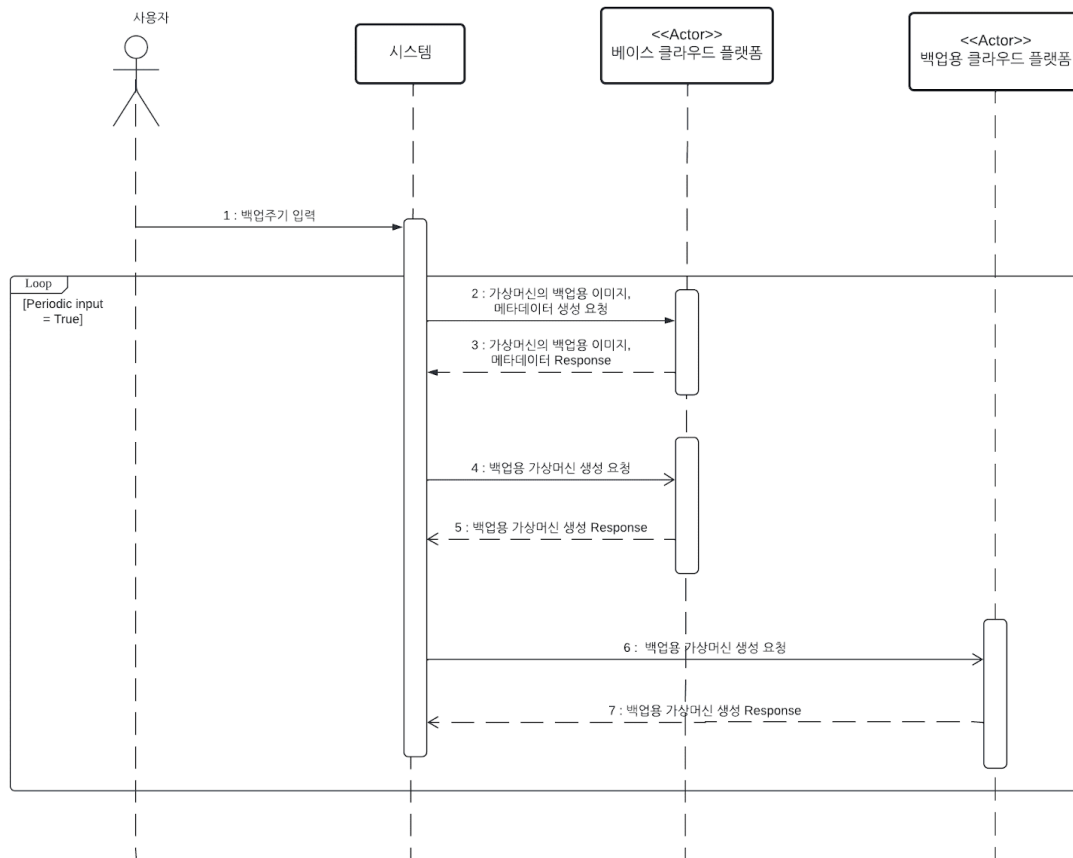 사용자
시스템
<<Actor>>
베이스 클라우드 플랫폼
<<Actor>>
백업용 클라우드 플랫폼
1 : 백업주기 입력
Loop
[Periodic input
= True]
2 : 가상머신의 백업용 이미지,
메타데이터 생성 요청
3 : 가상머신의 백업용 이미지,
메타데이터 Response
4 : 백업용 가상머신 생성 요청
5 : 백업용 가상머신 생성 Response
6 : 백업용 가상머신 생성 요청
7 : 백업용 가상머신 생성 Response